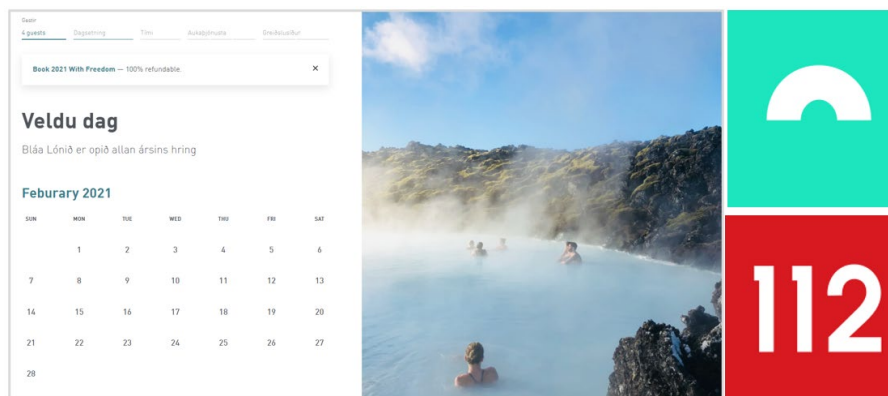 Gestir
4 guests Dagsetning Tími Aukaþjónusta Greiðslusíður
Book 2021 With Freedom — 100% refundable. ×
Veldu dag
Bláa Lónið er opið allan ársins hring
Feburary 2021
SUN MON TUE WED THU FRI SAT
1 2 3 4 5 6
7 8 9 10 11 12 13
14 15 16 17 18 19 20
21 22 23 24 25 26 27
28
112